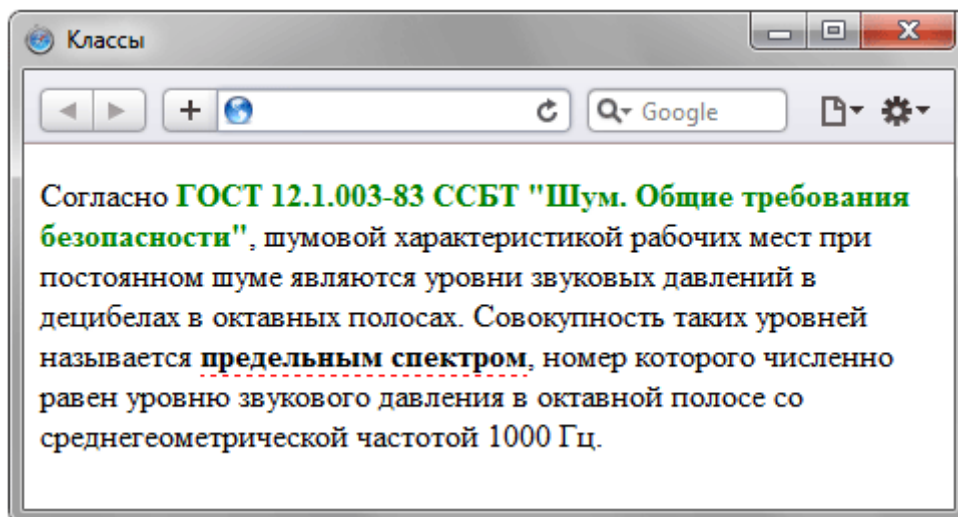 Классы
Google
Согласно ГОСТ 12.1.003-83 ССБТ "Шум. Общие требования
безопасности", шумовой характеристикой рабочих мест при
постоянном шуме являются уровни звуковых давлений в
децибелах в октавных полосах. Совокупность таких уровней
называется предельным спектром, номер которого численно
равен уровню звукового давления в октавной полосе со
среднегеометрической частотой 1000 Гц.